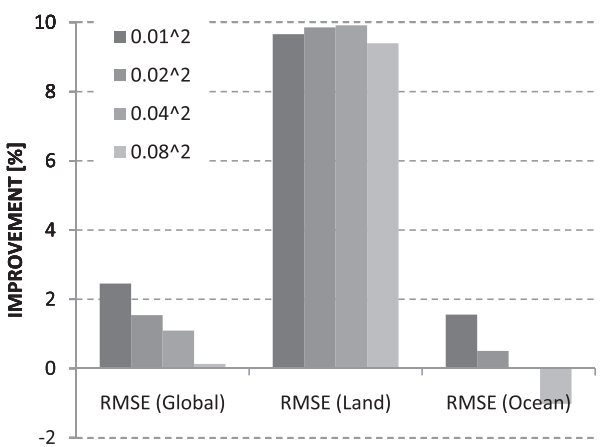 10
8
6
4
2
0
-2
IMPROVEMENT [%]
0.01^2
0.02^2
0.04^2
0.08^2
RMSE (Global)
RMSE (Land)
RMSE (Ocean)